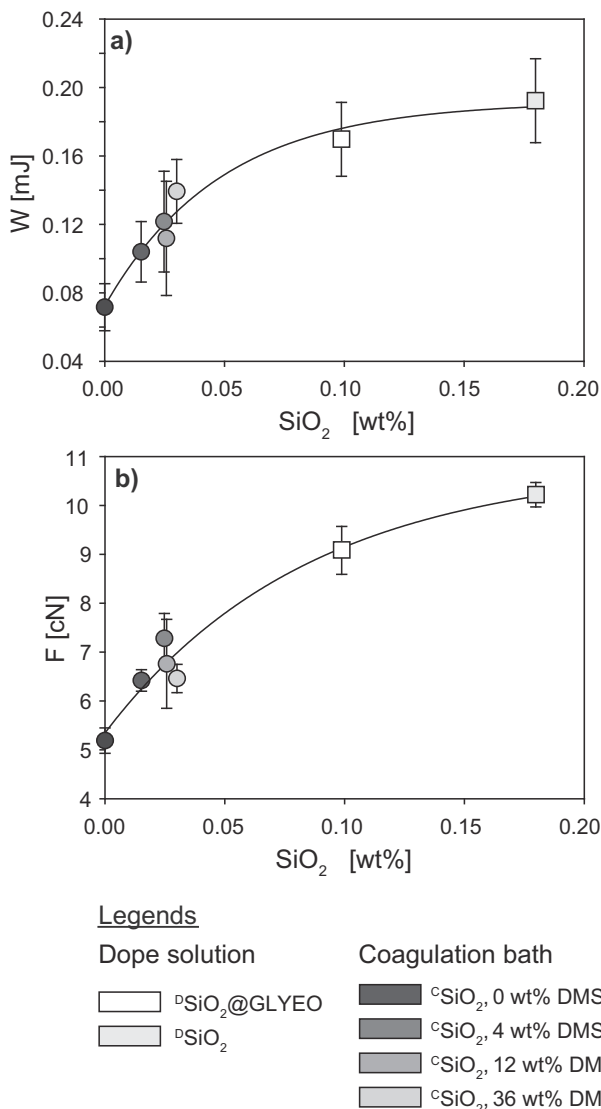 a)
0.24
0.20
0.16
0.12
0.08
0.04
W [mJ]
0.00 0.05 0.10 0.15 0.20
SiO₂ [wt%]
b)
11
10
9
8
7
6
5
4
F [cN]
0.00 0.05 0.10 0.15 0.20
SiO₂ [wt%]
Legends
Dope solution
ᴰSiO₂@GLYEO
ᴰSiO₂
Coagulation bath
ᶜSiO₂, 0 wt% DMS
ᶜSiO₂, 4 wt% DMS
ᶜSiO₂, 12 wt% DM
ᶜSiO₂, 36 wt% DM